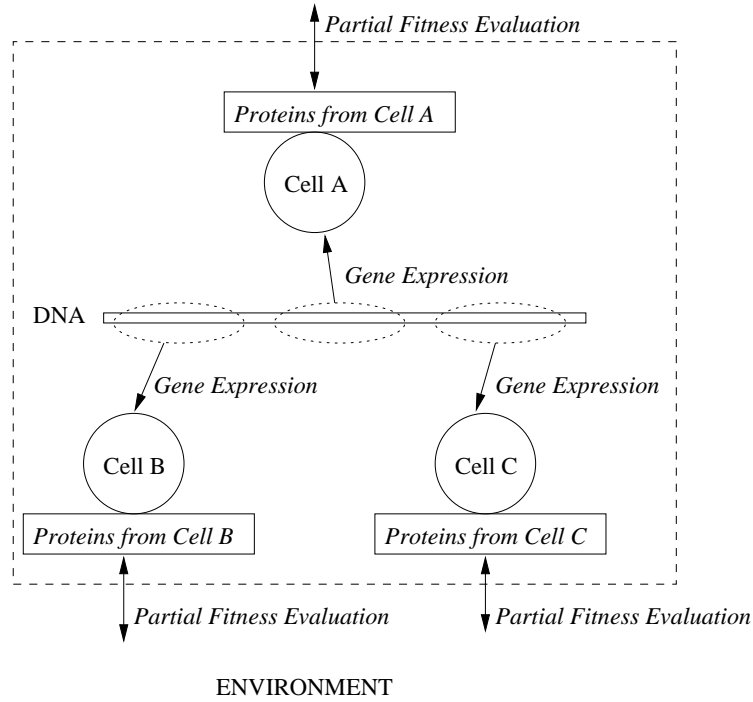 Partial Fitness Evaluation
Proteins from Cell A
Cell A
Gene Expression
DNA
Gene Expression
Gene Expression
Cell B
Cell C
Proteins from Cell B
Proteins from Cell C
Partial Fitness Evaluation
Partial Fitness Evaluation
ENVIRONMENT